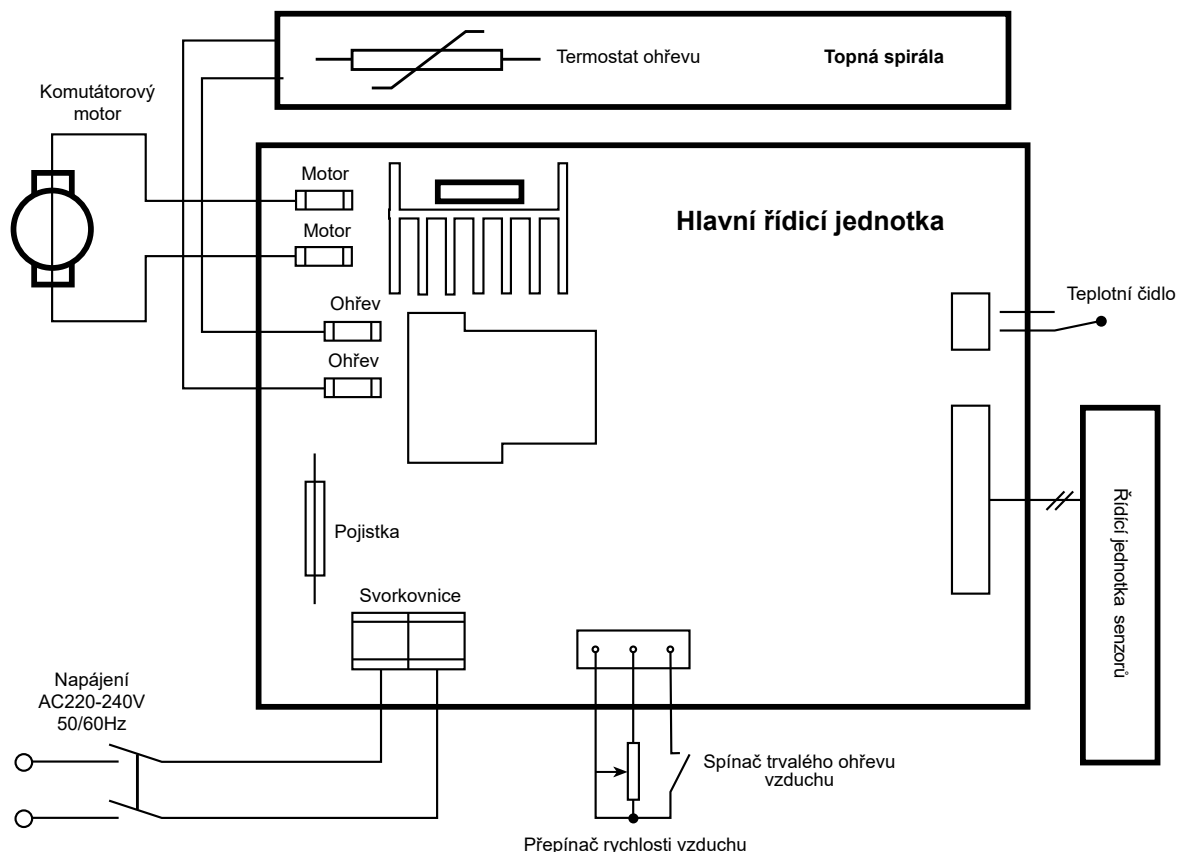 Termostat ohřevu
Topná spirála
Komutátorový
motor
Motor
Motor
Hlavní řídicí jednotka
Teplotní čidlo
Ohřev
Ohřev
Pojistka
Řídící jednotka senzorů
Svorkovnice
Napájení
AC220-240V
50/60Hz
Spínač trvalého ohřevu
vzduchu
Přepínač rychlosti vzduchu